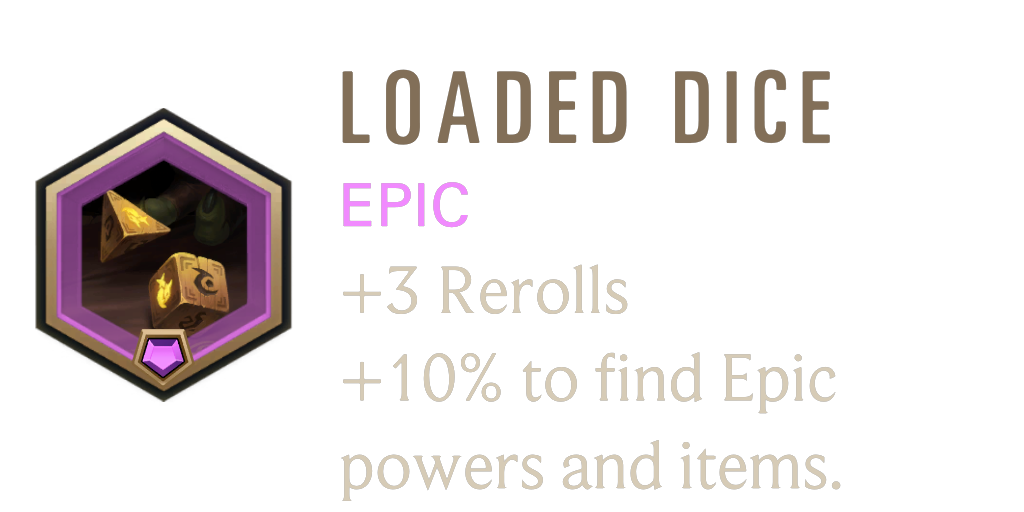 LOADED DICE
EPIC
+3 Rerolls
+10% to find Epic
powers and items.